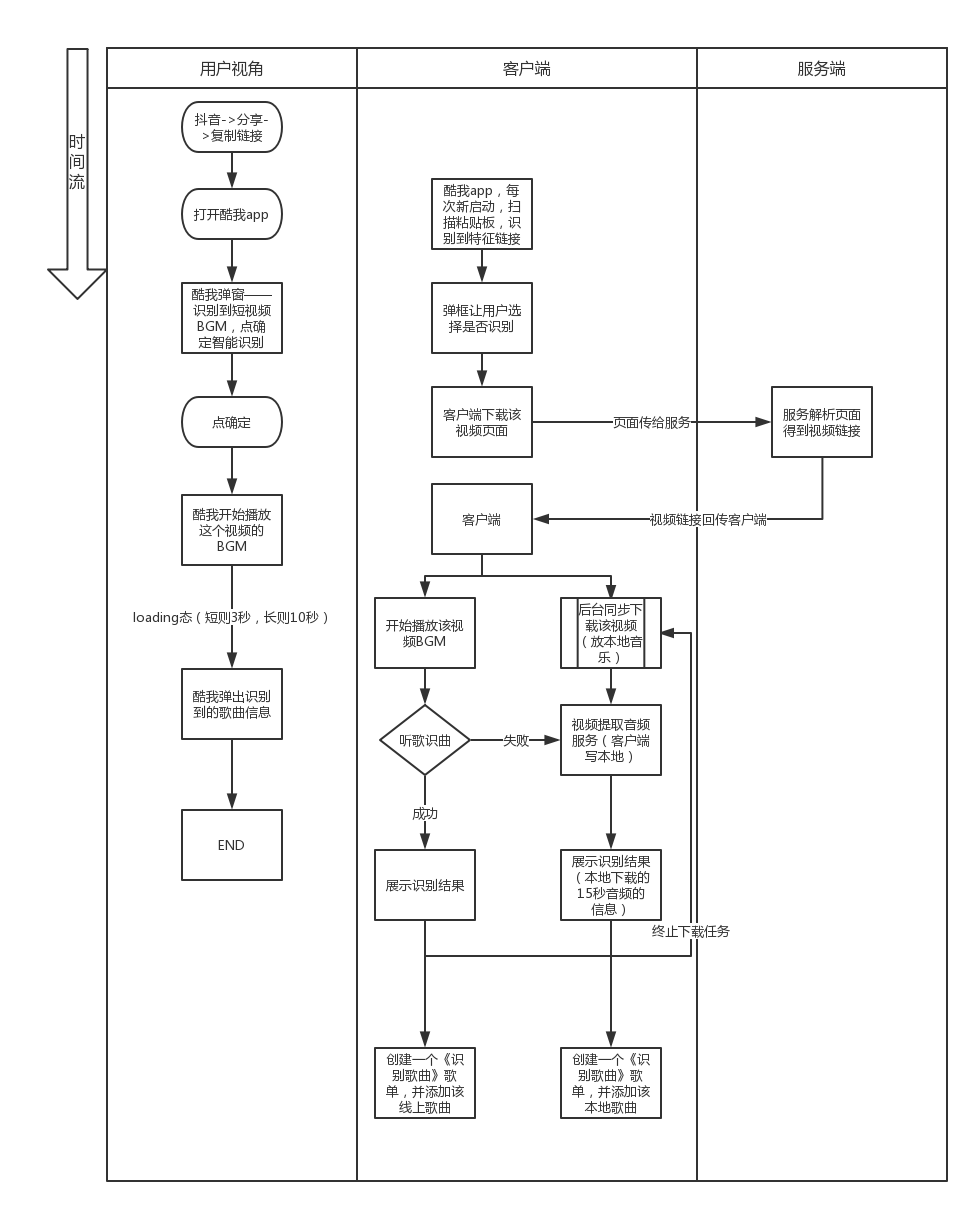 用户视角
客户端
服务端
时
间
流
抖音->分享-
>复制链接
打开酷我app
酷我弹窗——
识别到短视频
BGM，点确
定智能识别
点确定
酷我开始播放
这个视频的
BGM
loading态（短则3秒，长则10秒）
酷我弹出识别
到的歌曲信息
END
酷我app，每
次新启动，扫
描粘贴板，识
别到特征链接
弹框让用户选
择是否识别
客户端下载该
视频页面
页面传给服务
服务解析页面
得到视频链接
视频链接回传客户端
客户端
开始播放该视
频BGM
后台同步下
载该视频
（放本地音
乐）
听歌识曲
失败
视频提取音频
服务（客户端
写本地）
成功
展示识别结果
展示识别结果
（本地下载的
15秒音频的
信息）
终止下载任务
创建一个《识
别歌曲》歌
单，并添加该
线上歌曲
创建一个《识
别歌曲》歌
单，并添加该
本地歌曲